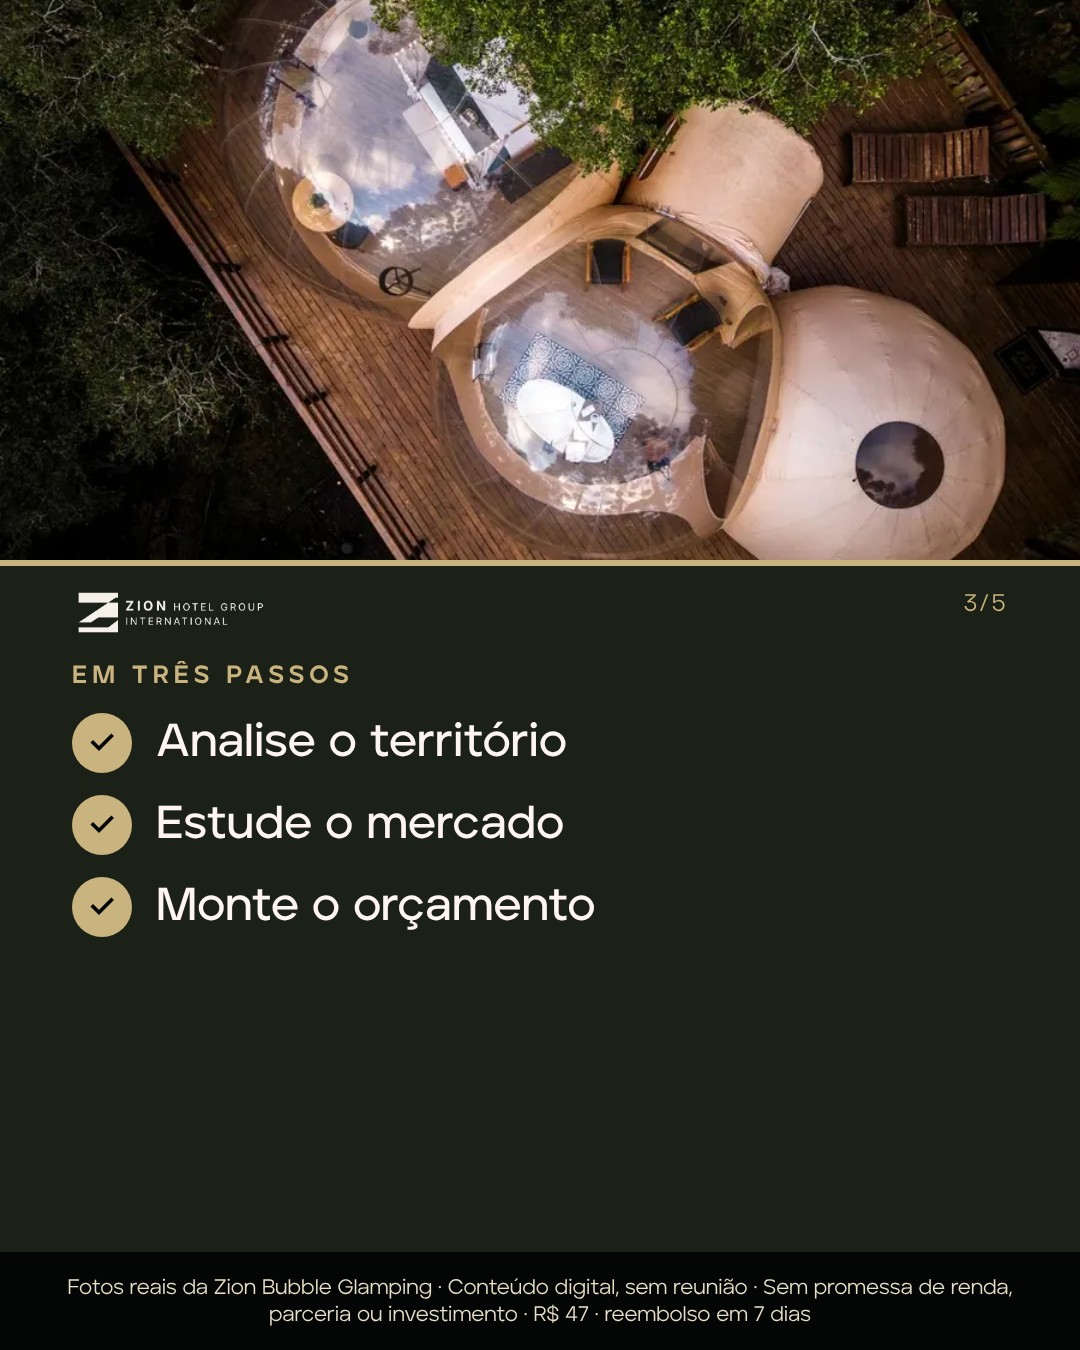 ZION HOTEL GROUP
INTERNATIONAL
3/5
EM TRÊS PASSOS
Analise o território
Estude o mercado
Monte o orçamento
Fotos reais da Zion Bubble Glamping · Conteúdo digital, sem reunião · Sem promessa de renda,
parceria ou investimento · R$ 47 · reembolso em 7 dias